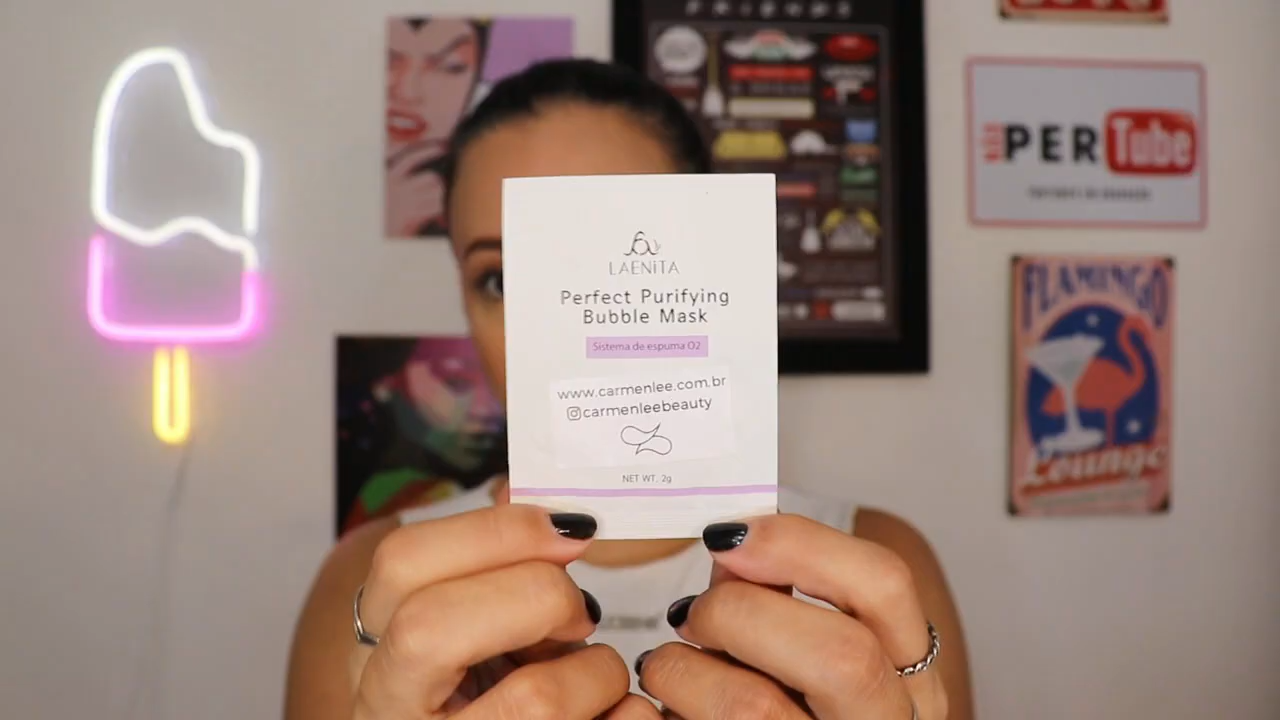 LAENITA
Perfect Purifying
Bubble Mask
Sistema de espuma O2
www.carmenlee.com.br
carmenleebeauty
NET WT. 2g
FRIENDS
PER Tube
FLAMINGO
Lounge